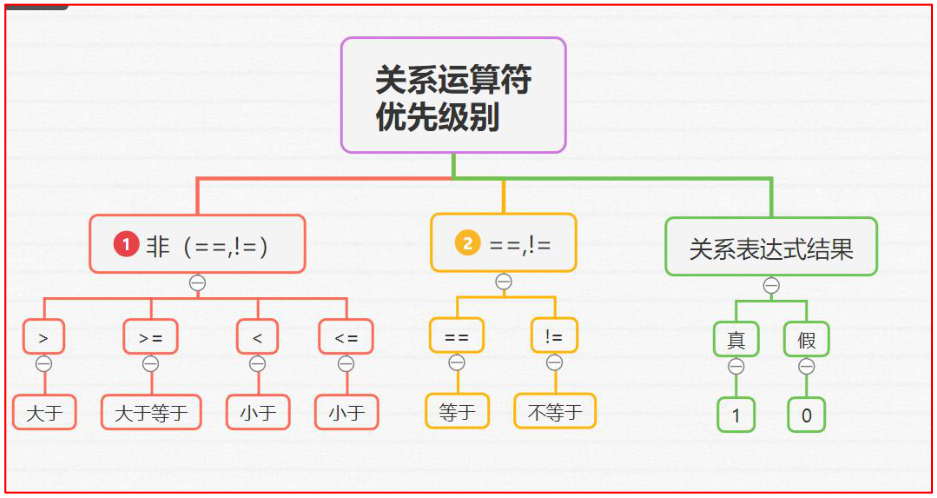 关系运算符
优先级别
1 非（==,!=）
2 ==,!=
关系表达式结果
> >= < <= == != 真 假
大于 大于等于 小于 小于 等于 不等于 1 0